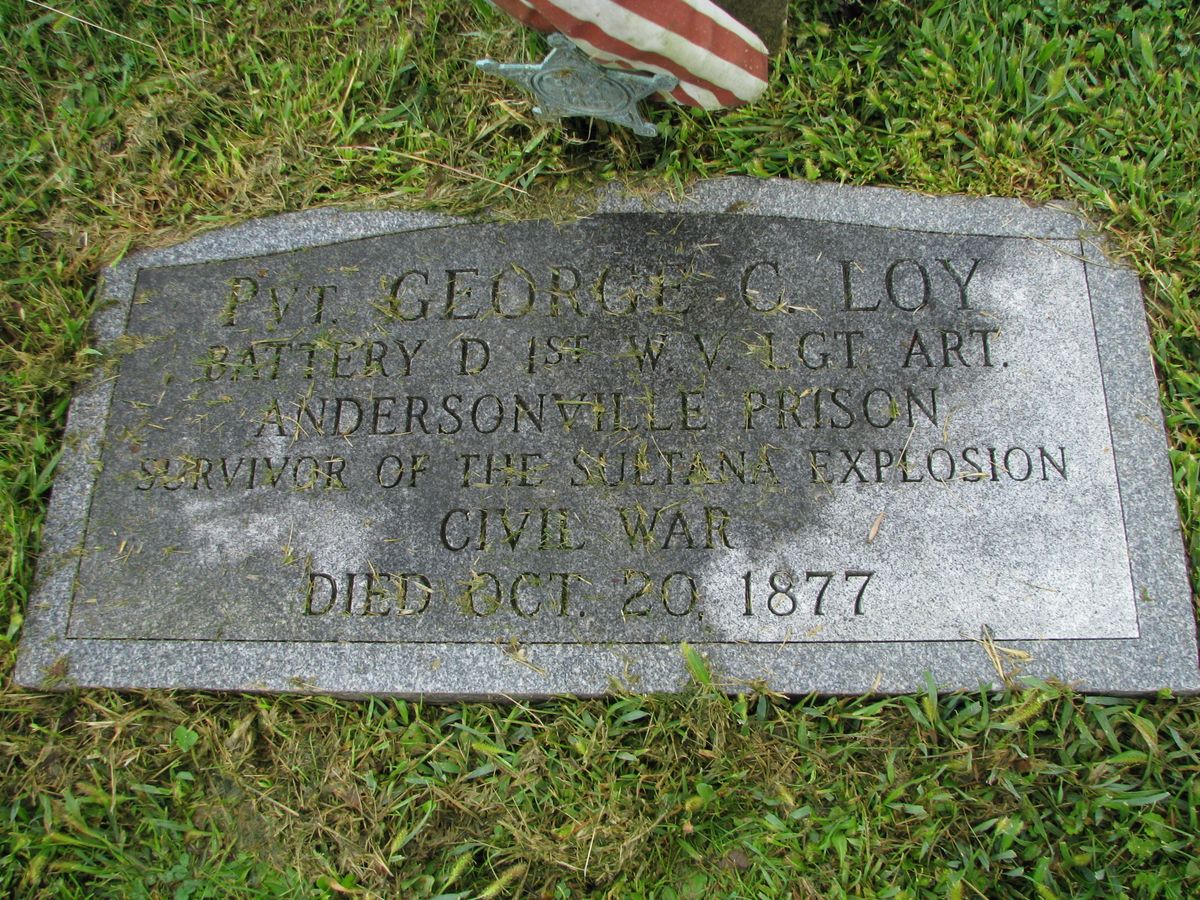 PVT. GEORGE C. LOY
BATTERY D 1ST W. V. LGT. ART.
ANDERSONVILLE PRISON
SURVIVOR OF THE SULTANA EXPLOSION
CIVIL WAR
DIED OCT. 20, 1877